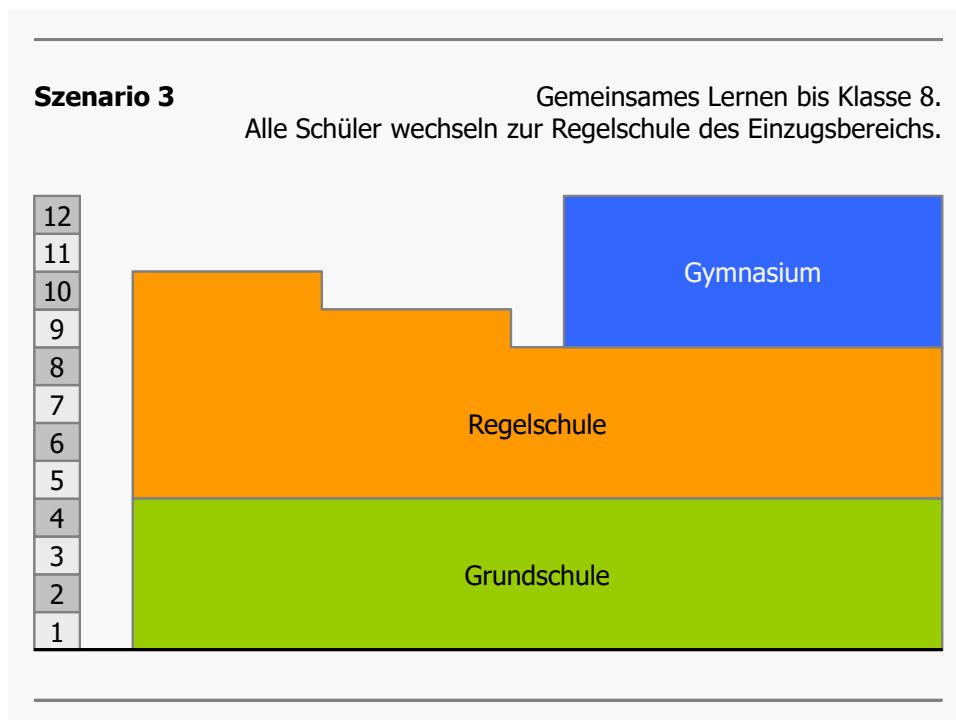 Szenario 3
Gemeinsames Lernen bis Klasse 8.
Alle Schüler wechseln zur Regelschule des Einzugsbereichs.
12
11
10
9
8
7
6
5
4
3
2
1
Gymnasium
Regelschule
Grundschule